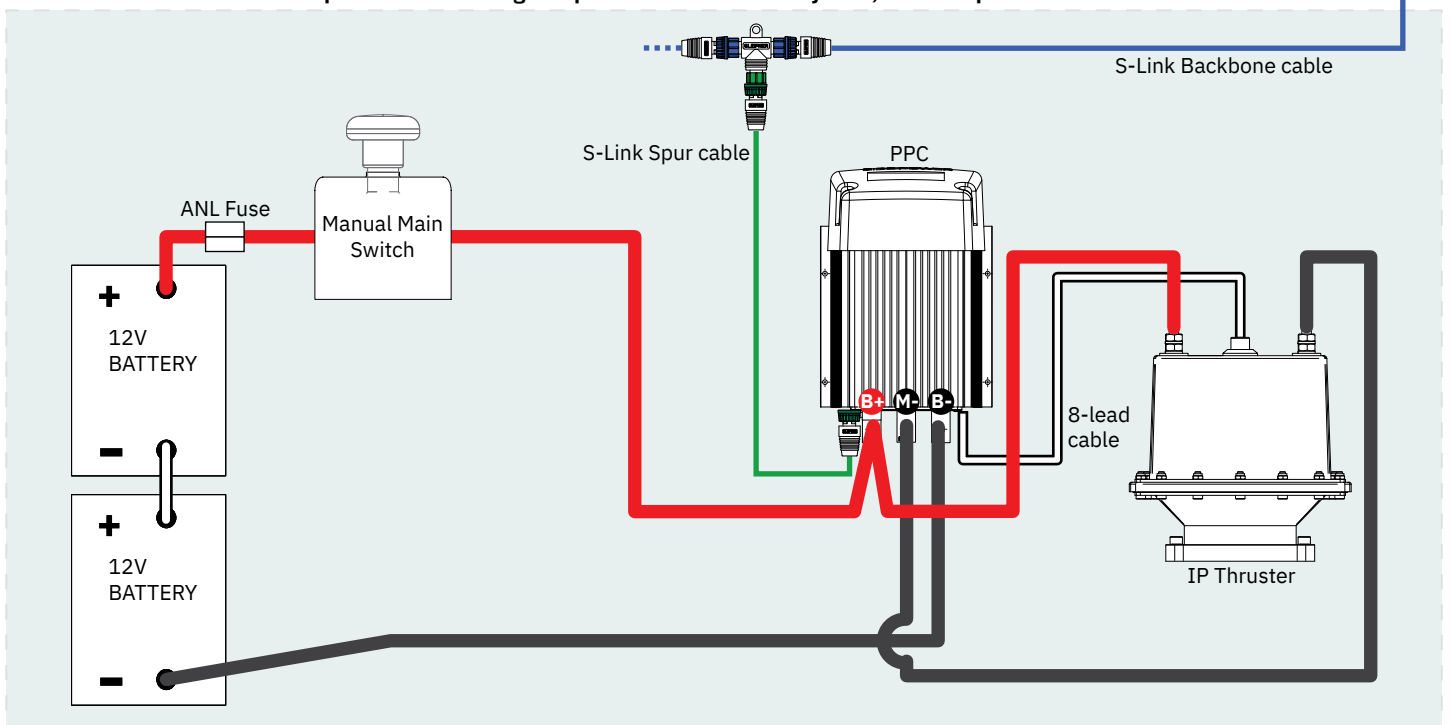 S-Link Backbone cable
S-Link Spur cable
PPC
ANL Fuse
Manual Main
Switch
+
12V
BATTERY
-
+
12V
BATTERY
-
B+ M- B-
8-lead
cable
IP Thruster